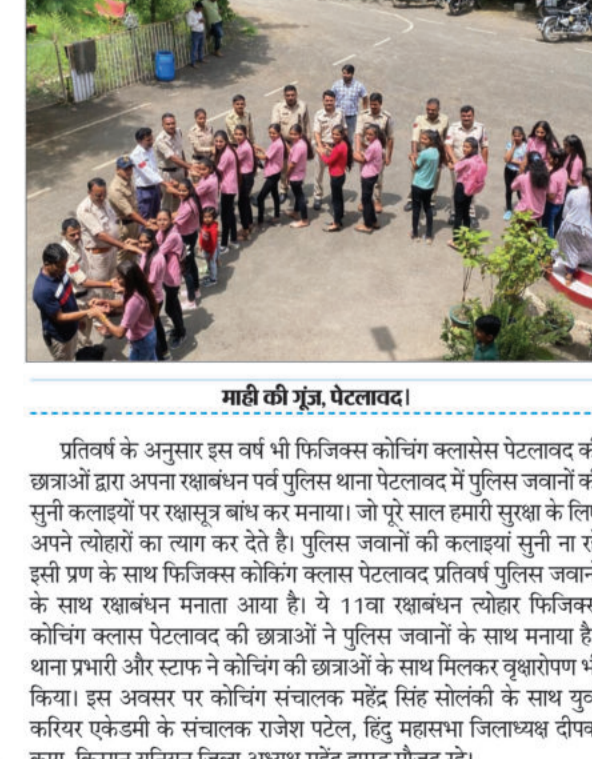 माही की गूंज, पेटलावद।
प्रतिवर्ष के अनुसार इस वर्ष भी फिजिक्स कोचिंग क्लासेस पेटलावद
छात्राओं द्वारा अपना रक्षाबंधन पर्व पुलिस थाना पेटलावद में पुलिस जवानों
सुनी कलाइयों पर रक्षासूत्र बांध कर मनाया। जो पूरे साल हमारी सुरक्षा के
अपने त्योहारों का त्याग कर देते है। पुलिस जवानों की कलाइयां सुनी ना
इसी प्रण के साथ फिजिक्स कोकिंग क्लास पेटलावद प्रतिवर्ष पुलिस
के साथ रक्षाबंधन मनाता आया है। ये 11वा रक्षाबंधन त्योहार
कोचिंग क्लास पेटलावद की छात्राओं ने पुलिस जवानों के साथ मनाया है
थाना प्रभारी और स्टाफ ने कोचिंग की छात्राओं के साथ मिलकर वृक्षारोपण
किया। इस अवसर पर कोचिंग संचालक महेंद्र सिंह सोलंकी के साथ
करियर एकेडमी के संचालक राजेश पटेल, हिंदु महासभा जिलाध्यक्ष